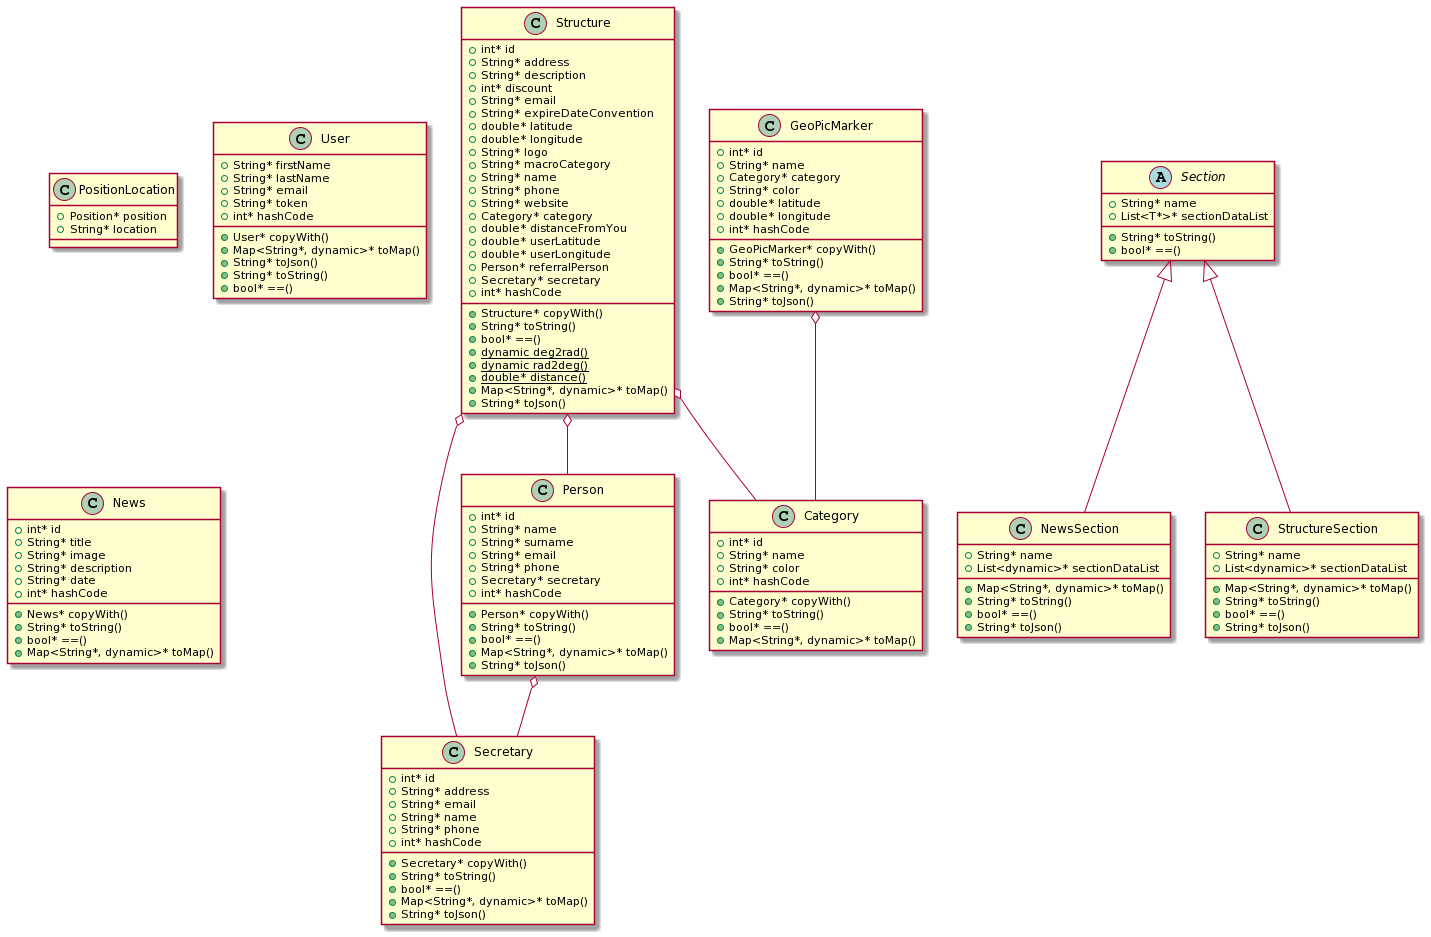 C Structure
int* id
String* address
String* description
int* discount
String* email
String* expireDateConvention
double* latitude
double* longitude
String* logo
String* macroCategory
String* name
String* phone
String* website
Category* category
double* distanceFromYou
double* userLatitude
double* userLongitude
Person* referralPerson
Secretary* secretary
int* hashCode
Structure* copyWith()
String* toString()
bool* ==()
dynamic deg2rad()
dynamic rad2deg()
double* distance()
Map<String*, dynamic>* toMap()
String* toJson()
C PositionLocation
Position* position
String* location
C User
String* firstName
String* lastName
String* email
String* token
int* hashCode
User* copyWith()
Map<String*, dynamic>* toMap()
String* toJson()
String* toString()
bool* ==()
C GeoPicMarker
int* id
String* name
Category* category
String* color
double* latitude
double* longitude
int* hashCode
GeoPicMarker* copyWith()
String* toString()
bool* ==()
Map<String*, dynamic>* toMap()
String* toJson()
A Section
String* name
List<T*>* sectionDataList
String* toString()
bool* ==()
C News
int* id
String* title
String* image
String* description
String* date
int* hashCode
News* copyWith()
String* toString()
bool* ==()
Map<String*, dynamic>* toMap()
C Person
int* id
String* name
String* surname
String* email
String* phone
Secretary* secretary
int* hashCode
Person* copyWith()
String* toString()
bool* ==()
Map<String*, dynamic>* toMap()
String* toJson()
C Category
int* id
String* name
String* color
int* hashCode
Category* copyWith()
String* toString()
bool* ==()
Map<String*, dynamic>* toMap()
C NewsSection
String* name
List<dynamic>* sectionDataList
Map<String*, dynamic>* toMap()
String* toString()
bool* ==()
String* toJson()
C StructureSection
String* name
List<dynamic>* sectionDataList
Map<String*, dynamic>* toMap()
String* toString()
bool* ==()
String* toJson()
C Secretary
int* id
String* address
String* email
String* name
String* phone
int* hashCode
Secretary* copyWith()
String* toString()
bool* ==()
Map<String*, dynamic>* toMap()
String* toJson()